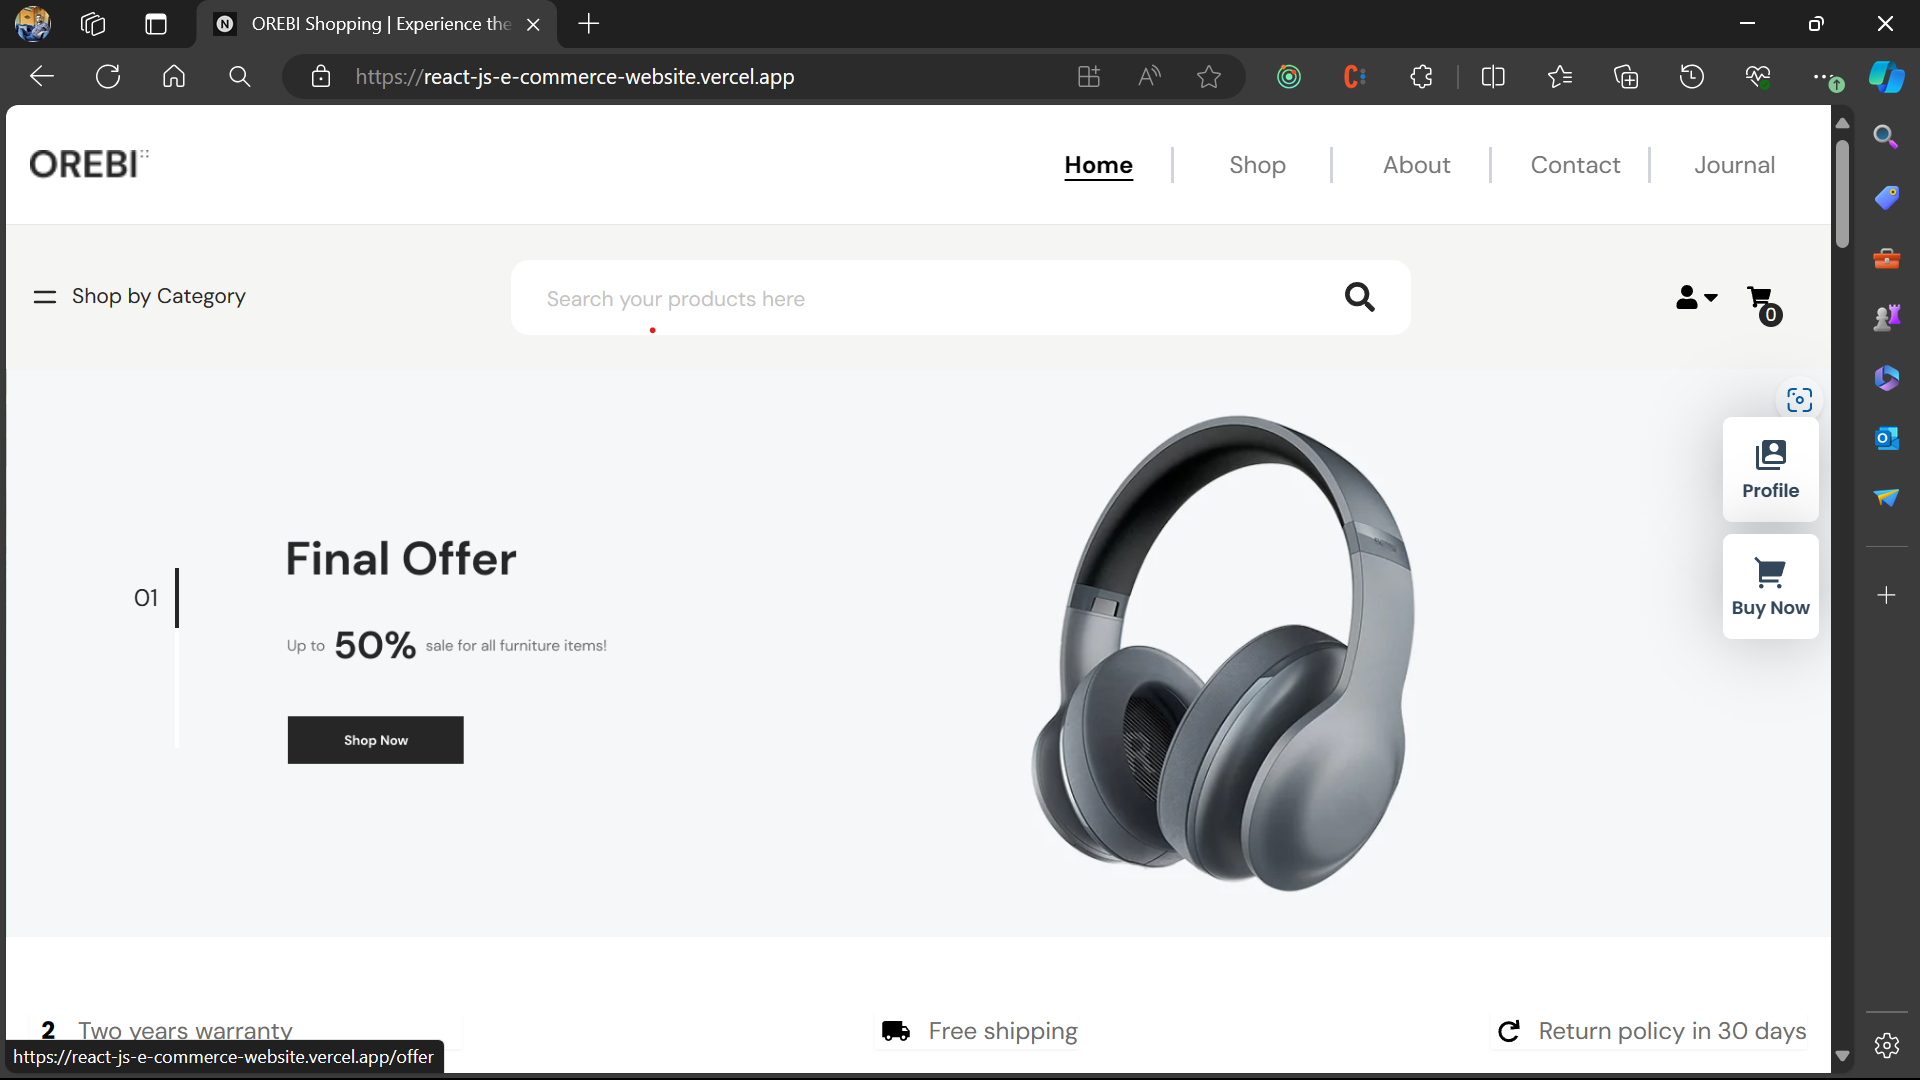 OREBI Shopping | Experience the
https://react-js-e-commerce-website.vercel.app
OREBI
Home
Shop
About
Contact
Journal
Shop by Category
Search your products here
0
Profile
Buy Now
01
Final Offer
Up to 50% sale for all furniture items!
Shop Now
2 Two years warranty
Free shipping
Return policy in 30 days
https://react-js-e-commerce-website.vercel.app/offer